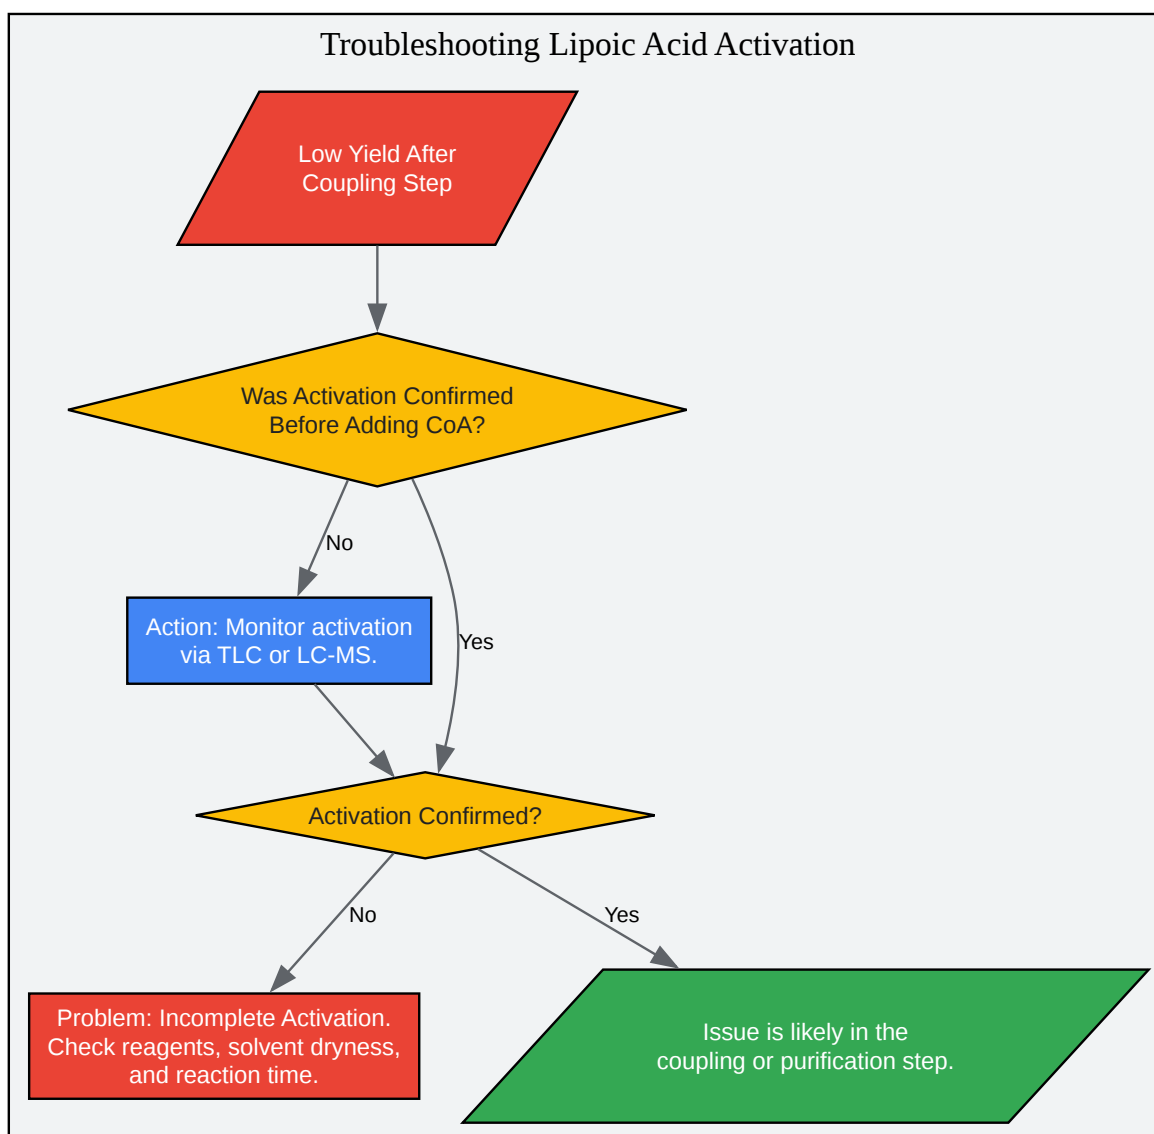 Troubleshooting Lipoic Acid Activation
Low Yield After
Coupling Step
Was Activation Confirmed
Before Adding CoA?
No
Action: Monitor activation
via TLC or LC-MS.
Yes
Activation Confirmed?
No
Yes
Problem: Incomplete Activation.
Check reagents, solvent dryness,
and reaction time.
Issue is likely in the
coupling or purification step.